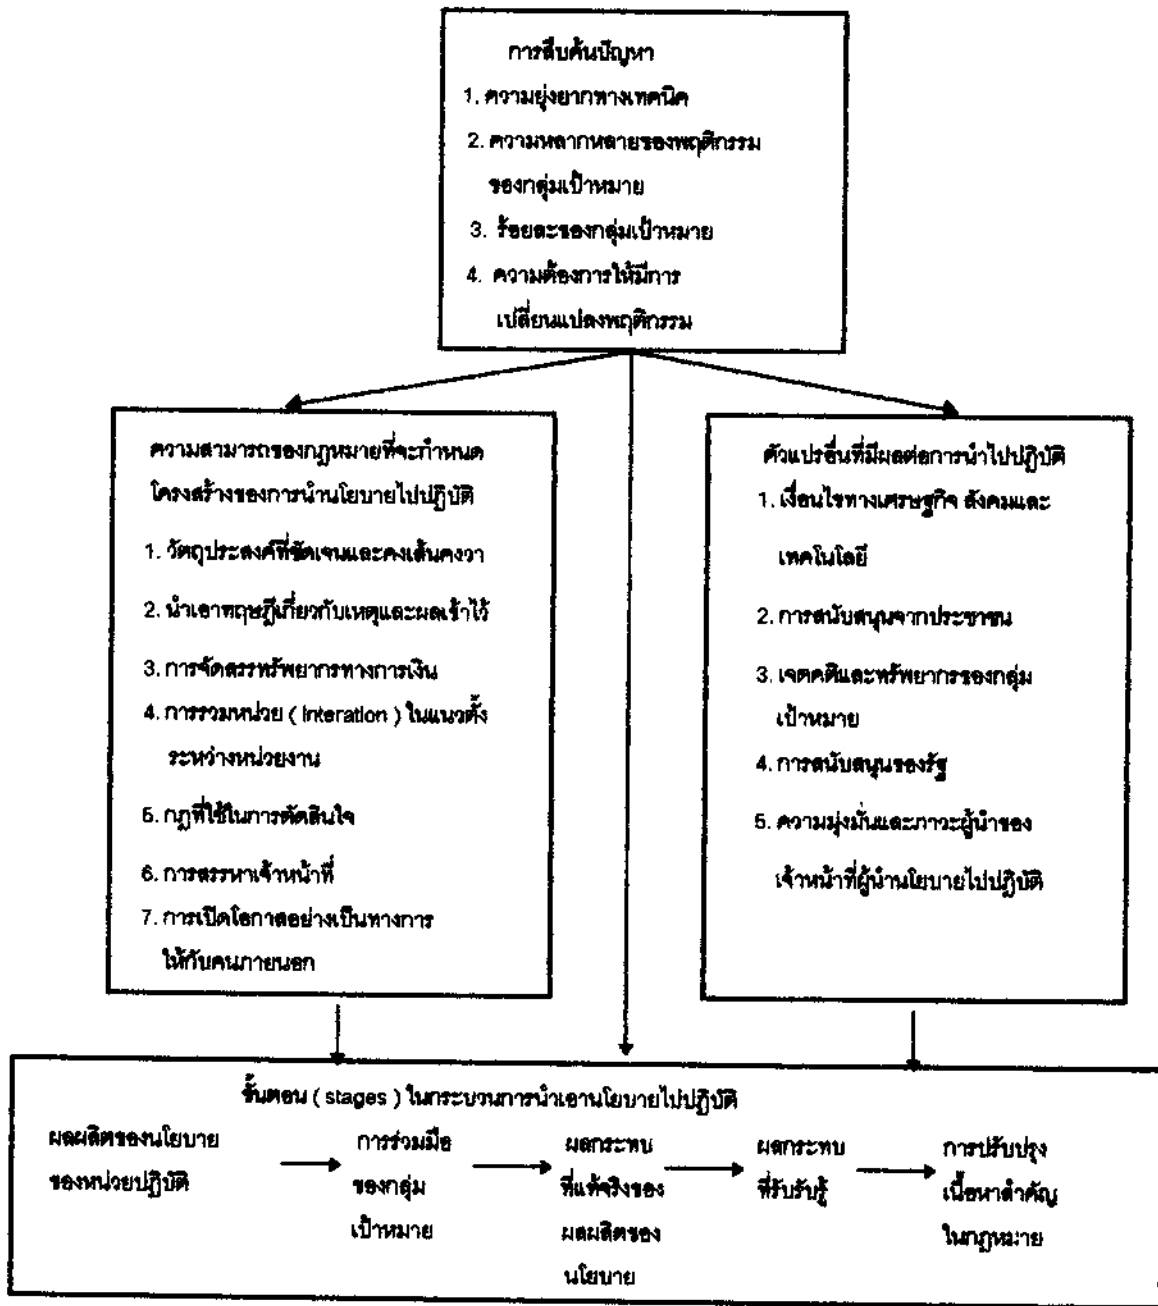 การสืบค้นปัญหา
1. ความยุ่งยากทางเทคนิค
2. ความหลากหลายของพฤติกรรม
ของกลุ่มเป้าหมาย
3. ร้อยละของกลุ่มเป้าหมาย
4. ความต้องการให้มีการ
เปลี่ยนแปลงพฤติกรรม
ความสามารถของกฎหมายที่จะกำหนด
โครงสร้างของการนำนโยบายไปปฏิบัติ
1. วัตถุประสงค์ที่ชัดเจนและคงเส้นคงวา
2. นำเอาทฤษฎีเกี่ยวกับเหตุและผลเข้าไว้
3. การจัดสรรทรัพยากรทางการเงิน
4. การรวมหน่วย ( Interation ) ในแนวตั้ง
ระหว่างหน่วยงาน
5. กฎที่ใช้ในการตัดสินใจ
6. การสรรหาเจ้าหน้าที่
7. การเปิดโอกาสอย่างเป็นทางการ
ให้กับคนภายนอก
ตัวแปรอื่นที่มีผลต่อการนำไปปฏิบัติ
1. เงื่อนไขทางเศรษฐกิจ สังคมและ
เทคโนโลยี
2. การสนับสนุนจากประชาชน
3. เจตคติและทรัพยากรของกลุ่ม
เป้าหมาย
4. การสนับสนุนของรัฐ
5. ความมุ่งมั่นและภาวะผู้นำของ
เจ้าหน้าที่ผู้นำนโยบายไปปฏิบัติ
ขั้นตอน ( stages ) ในกระบวนการนำเอานโยบายไปปฏิบัติ
ผลผลิตของนโยบาย
ของหน่วยปฏิบัติ
การร่วมมือ
ของกลุ่ม
เป้าหมาย
ผลกระทบ
ที่แท้จริงของ
ผลผลิตของ
นโยบาย
ผลกระทบ
ที่รับรับรู้
การปรับปรุง
เนื้อหาสำคัญ
ในกฎหมาย